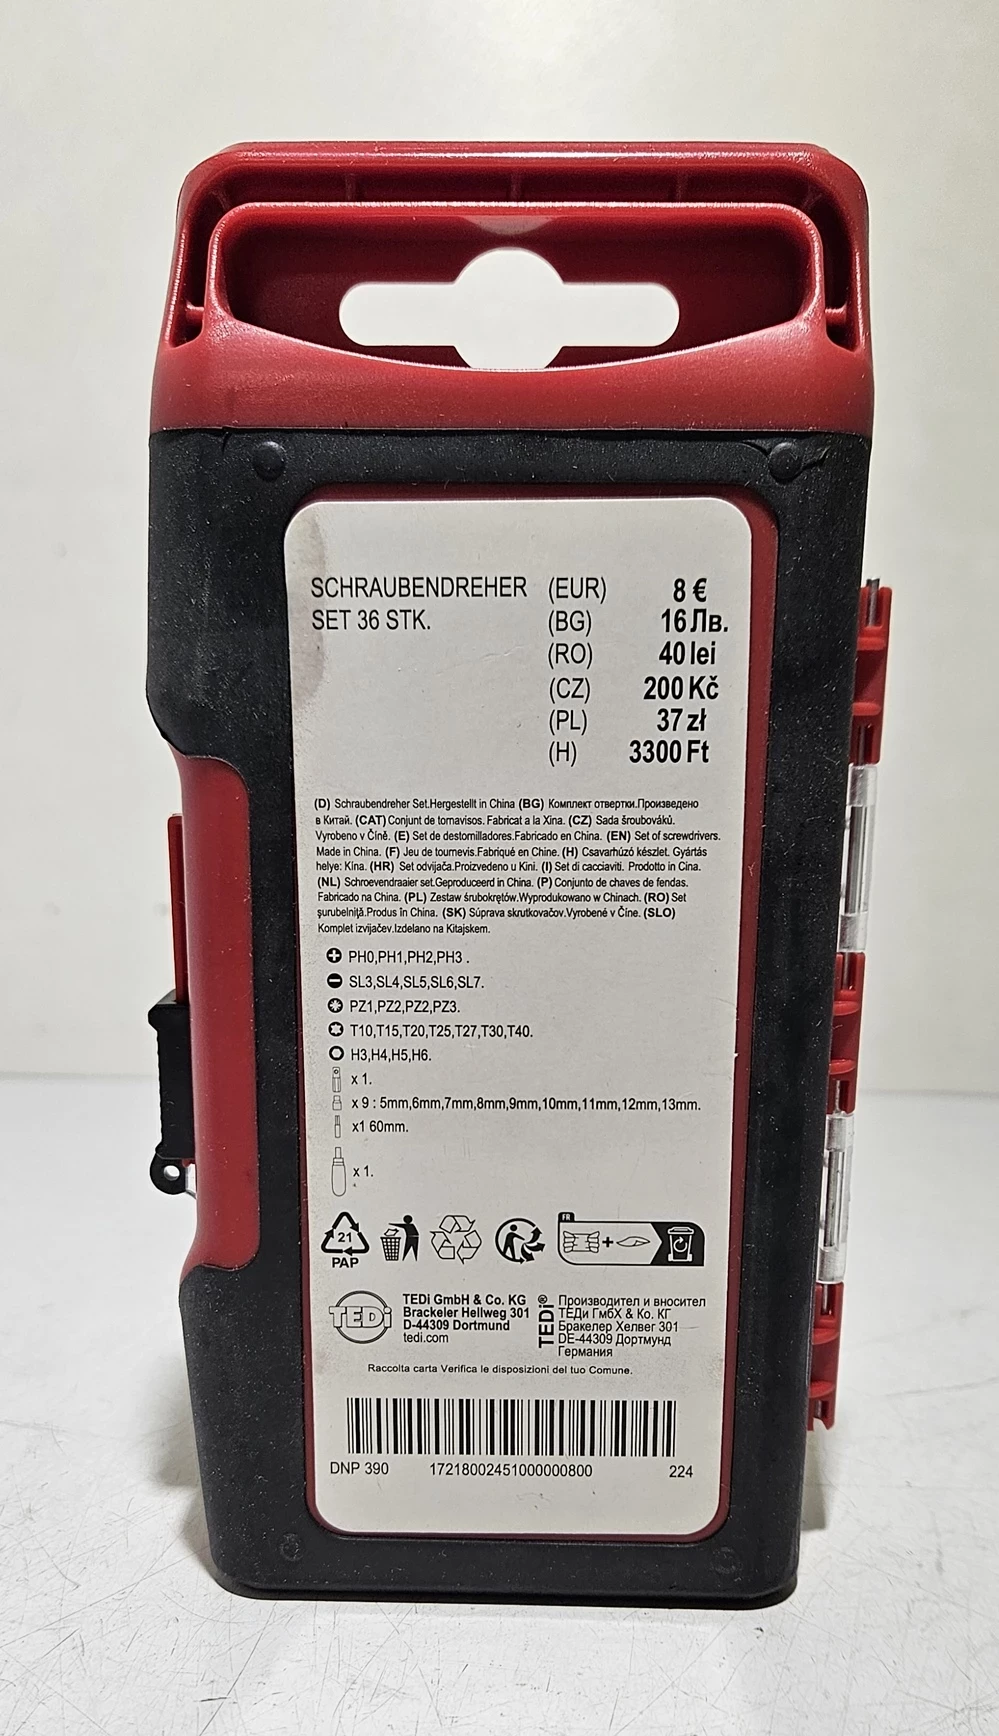 SCHRAUBENDREHER
SET 36 STK.
(EUR) 8 €
(BG) 16 Лв.
(RO) 40 lei
(CZ) 200 Kč
(PL) 37 zł
(H) 3300 Ft
(D) Schraubendreher Set.Hergestellt in China (BG) Комплект отвертки.Произведено
в Китай. (CAT) Conjunt de tornavisos. Fabricat a la Xina. (CZ) Sada šroubováků.
Vyrobeno v Číně. (E) Set de destornilladores.Fabricado en China. (EN) Set of screwdrivers.
Made in China. (F) Jeu de tournevis.Fabriqué en Chine. (H) Csavarhúzó készlet. Gyártás
helye: Kína. (HR) Set odvijača.Proizvedeno u Kini. (I) Set di cacciaviti. Prodotto in Cina.
(NL) Schroevendraaier set.Geproduceerd in China. (P) Conjunto de chaves de fendas.
Fabricado na China. (PL) Zestaw śrubokrętów.Wyprodukowano w Chinach. (RO) Set
şurubelniţă.Produs în China. (SK) Súprava skrutkovačov.Vyrobené v Číne. (SLO)
Komplet izvijačev.Izdelano na Kitajskem.
PH0,PH1,PH2,PH3 .
SL3,SL4,SL5,SL6,SL7.
PZ1,PZ2,PZ2,PZ3.
T10,T15,T20,T25,T27,T30,T40.
H3,H4,H5,H6.
x 1.
x 9 : 5mm,6mm,7mm,8mm,9mm,10mm,11mm,12mm,13mm.
x1 60mm.
x 1.
21
PAP
FR
TEDi
TEDi GmbH & Co. KG
Brackeler Hellweg 301
D-44309 Dortmund
tedi.com
TEDi®
Производител и вносител
ТЕДи ГмбХ & Ко. КГ
Бракелер Хелвег 301
DE-44309 Дортмунд
Германия
Raccolta carta Verifica le disposizioni del tuo Comune.
DNP 390 17218002451000000800 224